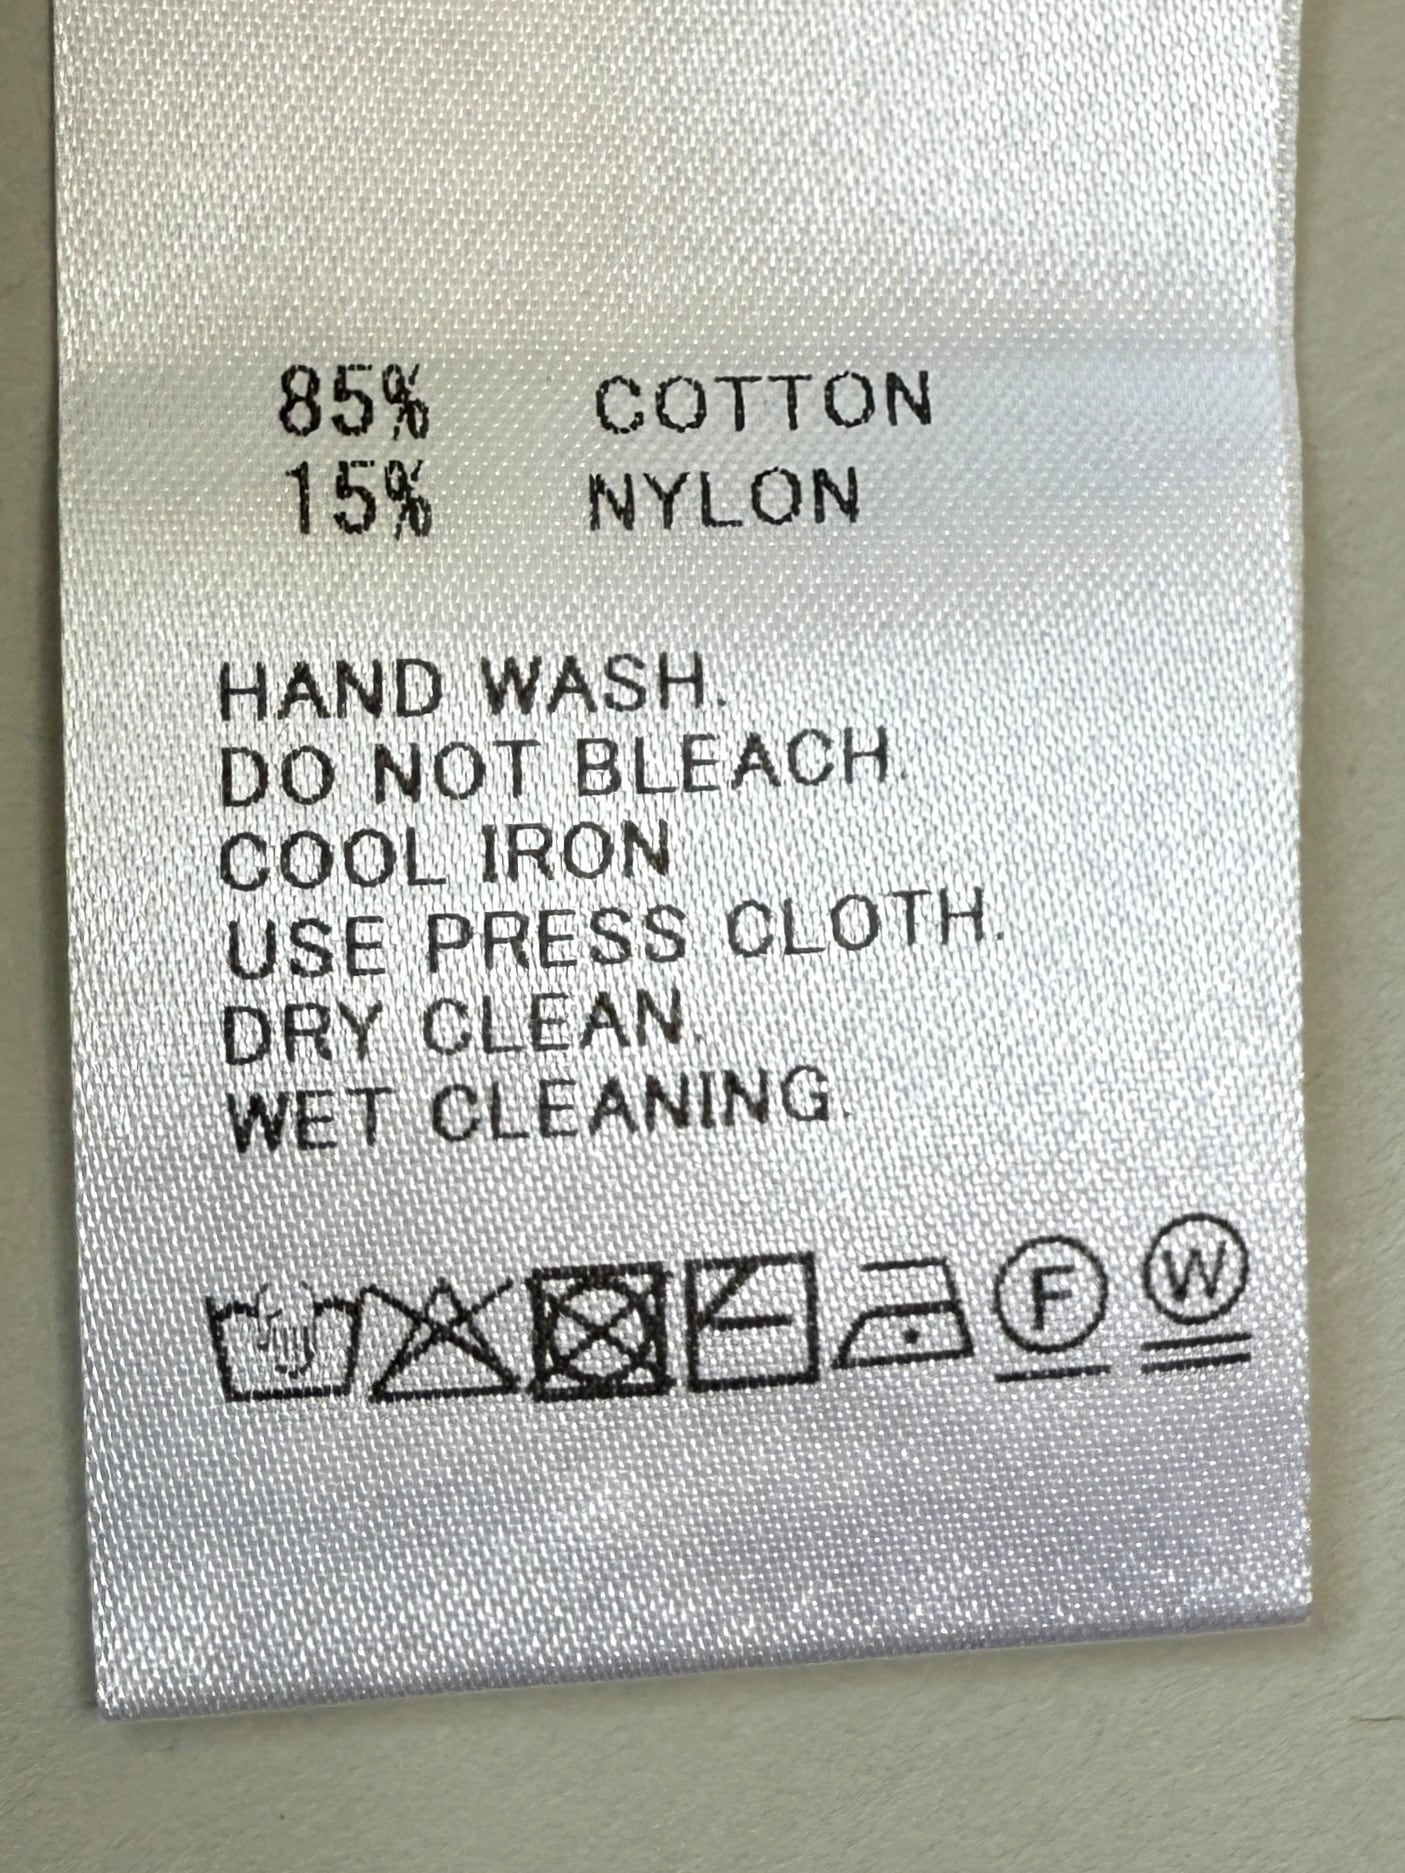 85% COTTON
15% NYLON
HAND WASH.
DO NOT BLEACH.
COOL IRON
USE PRESS CLOTH.
DRY CLEAN.
WET CLEANING.
F W